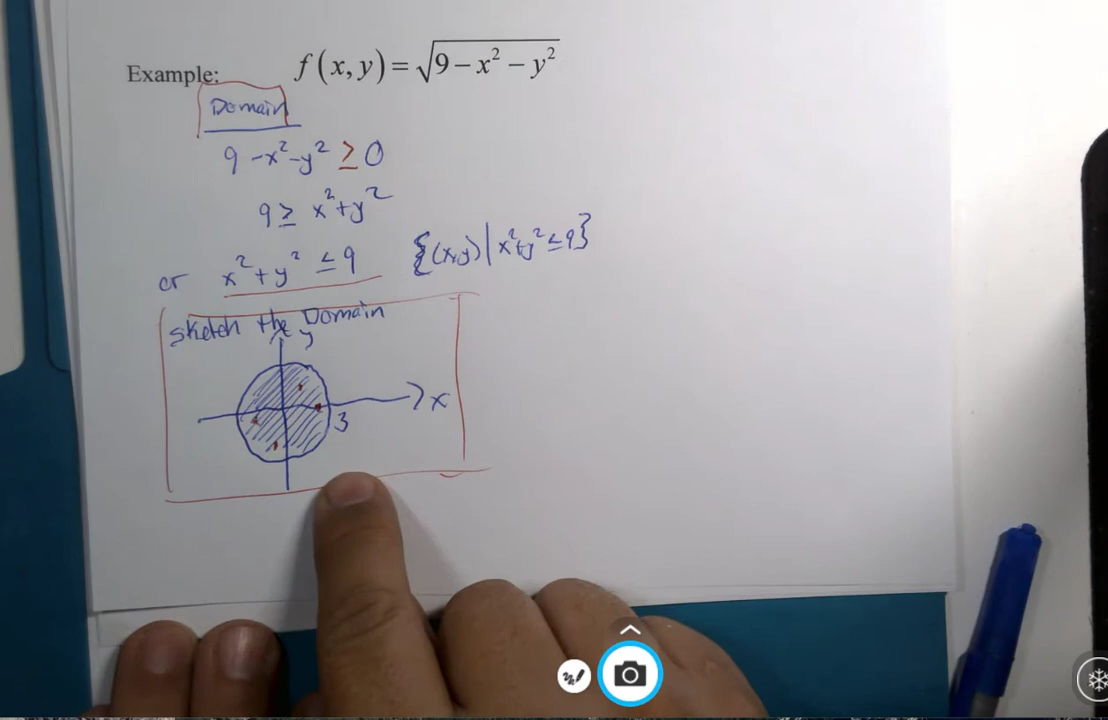 Example: f(x, y) = √(9 − x² − y²)
Domain
9 − x² − y² ≥ 0
9 ≥ x² + y²
or x² + y² ≤ 9 {(x,y) | x² + y² ≤ 9}
sketch the Domain
y
x
3